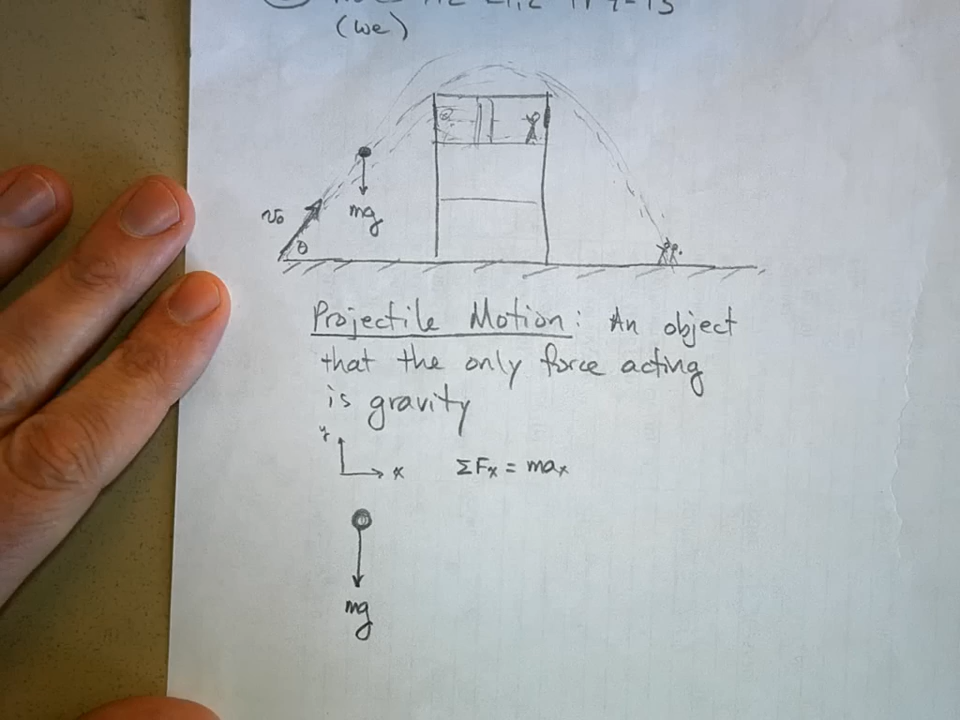 (we)
v₀
θ
mg
Projectile Motion: An object
that the only force acting
is gravity
y
x ΣFx = max
mg